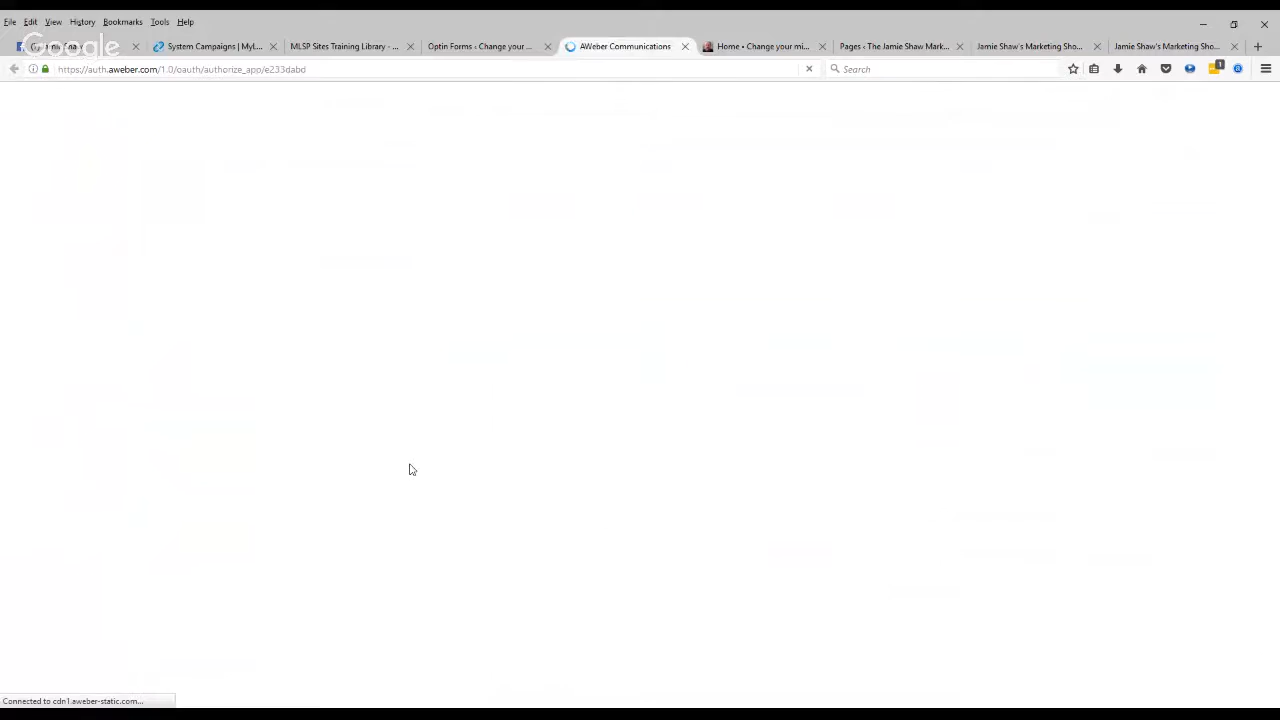 File Edit View History Bookmarks Tools Help
Google
System Campaigns | MyL... MLSP Sites Training Library - ... Optin Forms ‹ Change your ... AWeber Communications Home • Change your mi... Pages ‹ The Jamie Shaw Mark... Jamie Shaw's Marketing Sho... Jamie Shaw's Marketing Sho...
https://auth.aweber.com/1.0/oauth/authorize_app/e233dabd Search 1
Connected to cdn1.aweber-static.com...